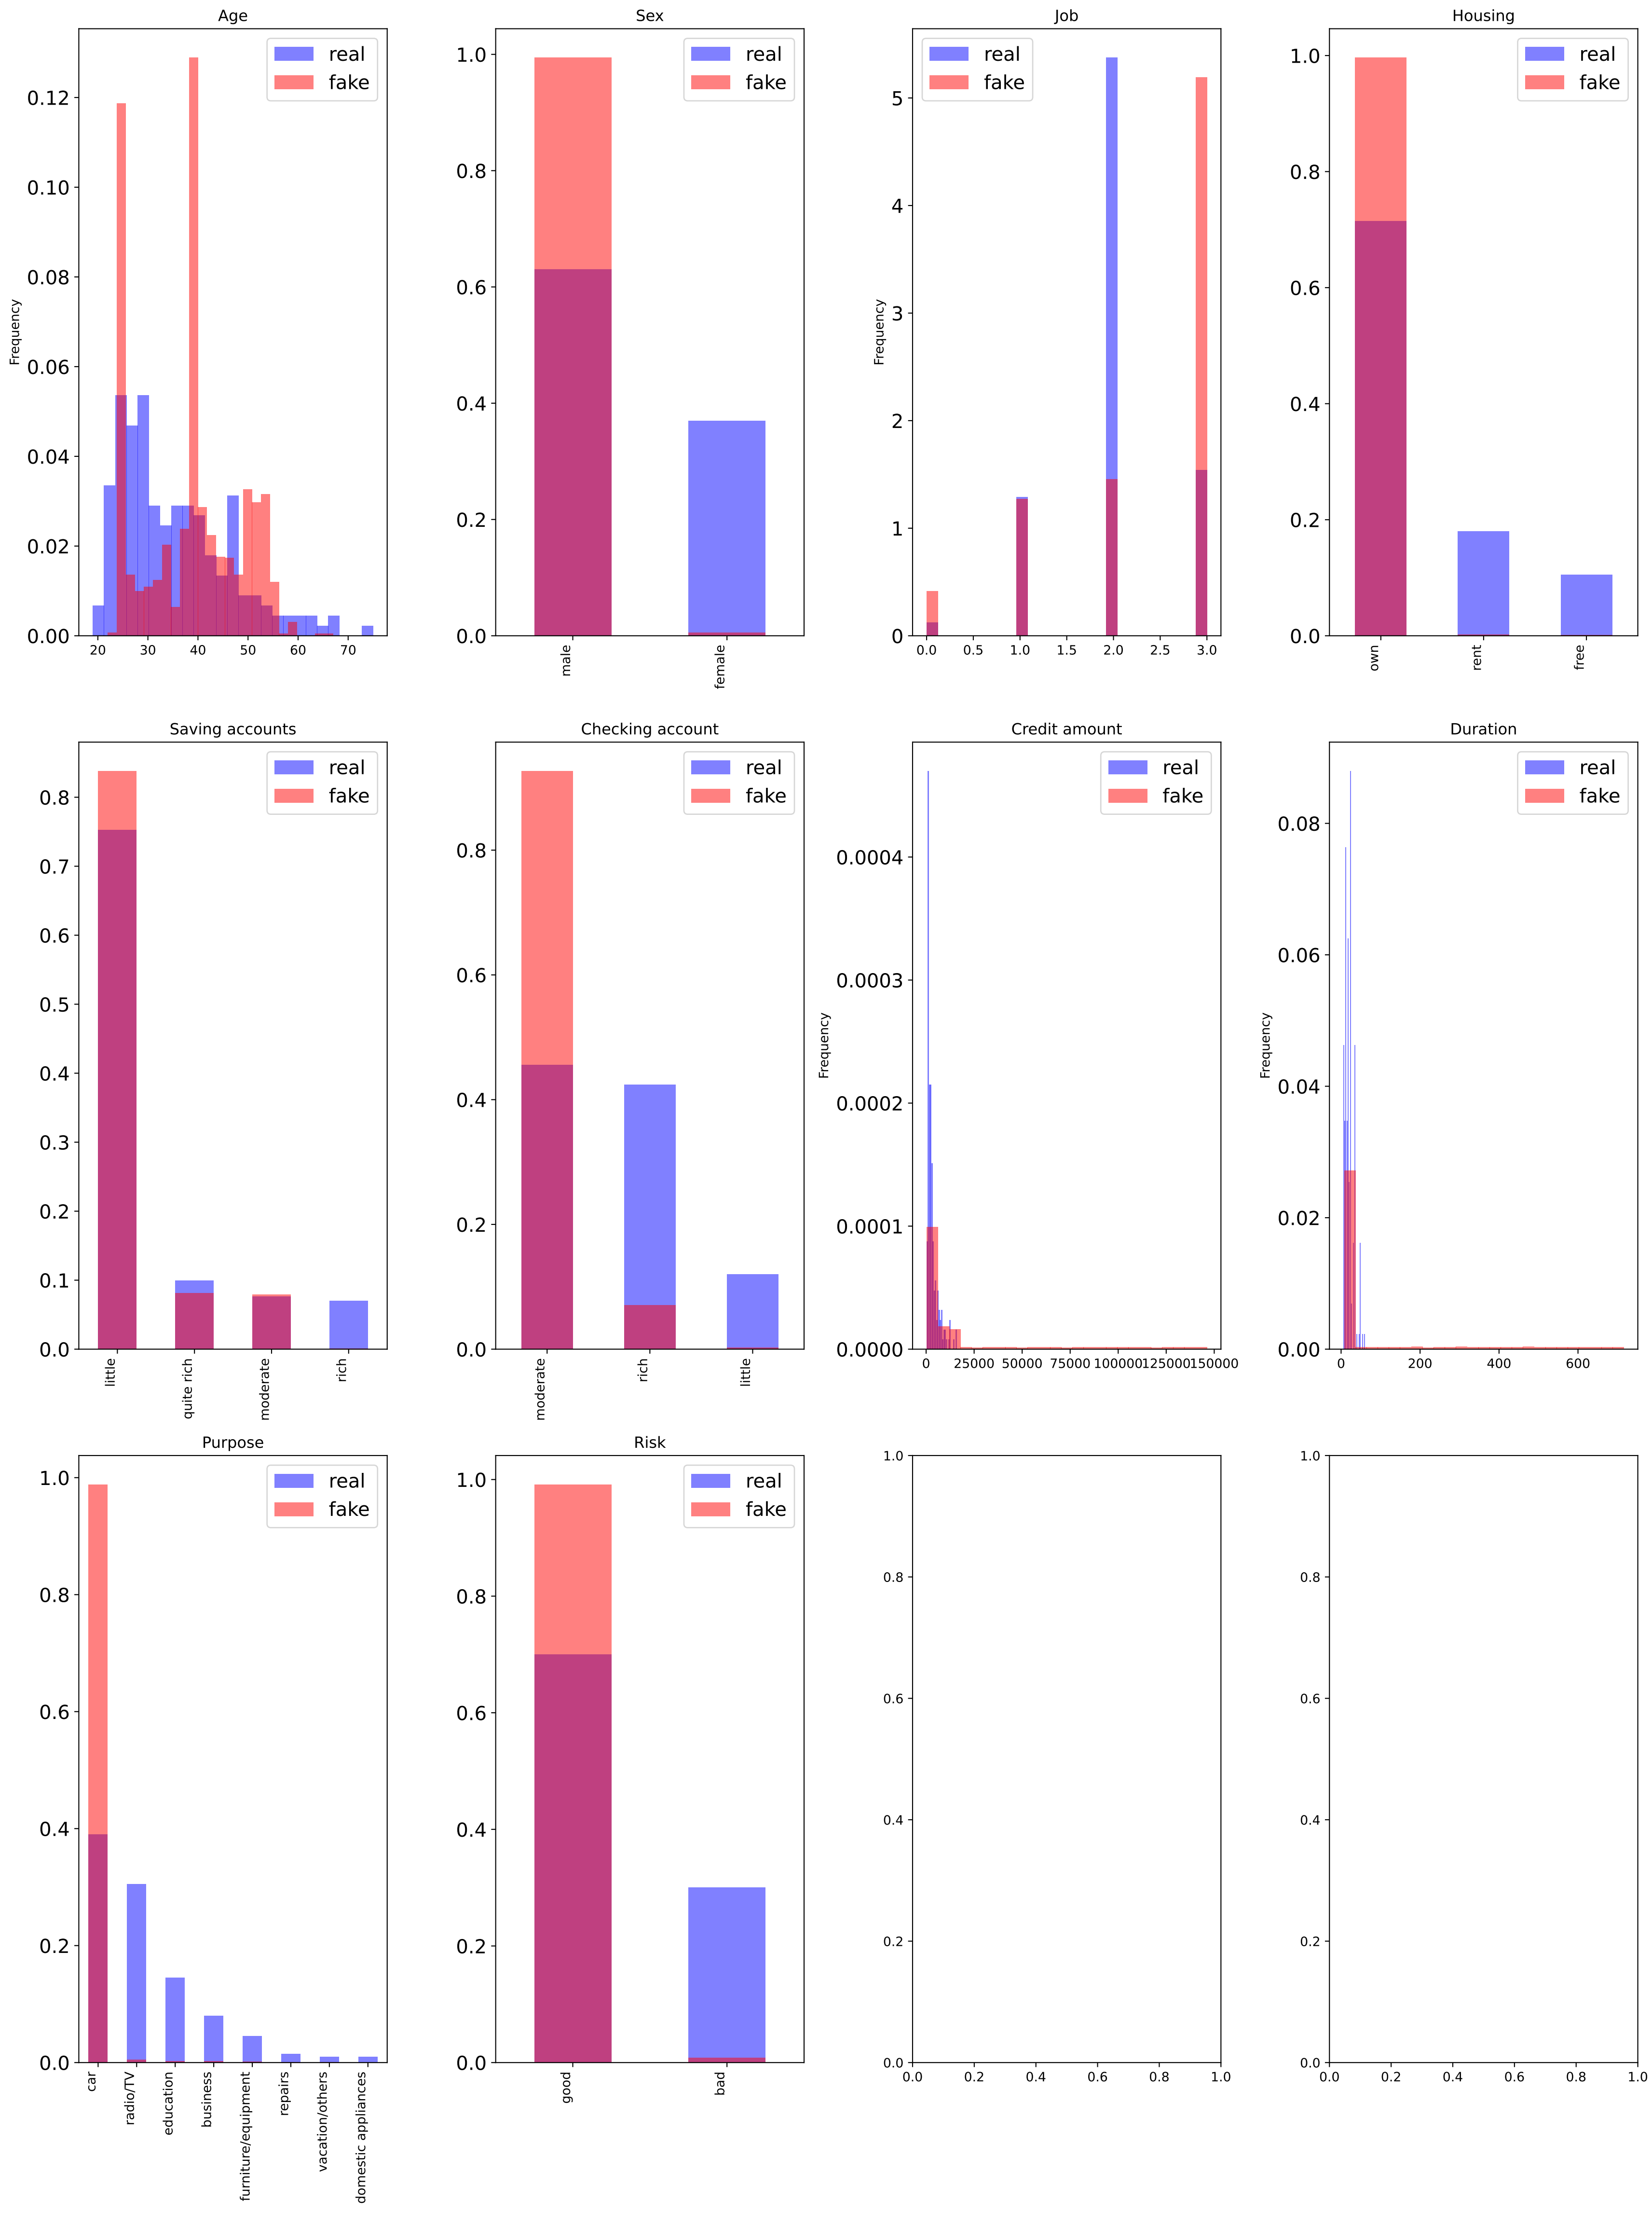 Age
Sex
Job
Housing
real
fake
real
fake
real
fake
real
fake
Frequency
0.12
0.10
0.08
0.06
0.04
0.02
0.00
20 30 40 50 60 70
1.0
0.8
0.6
0.4
0.2
0.0
male
female
Frequency
5
4
3
2
1
0
0.0 0.5 1.0 1.5 2.0 2.5 3.0
1.0
0.8
0.6
0.4
0.2
0.0
own
rent
free
Saving accounts
Checking account
Credit amount
Duration
real
fake
real
fake
real
fake
real
fake
0.8
0.7
0.6
0.5
0.4
0.3
0.2
0.1
0.0
little
quite rich
moderate
rich
0.8
0.6
0.4
0.2
0.0
moderate
rich
little
Frequency
0.0004
0.0003
0.0002
0.0001
0.0000
0 25000 50000 75000 100000 125000 150000
Frequency
0.08
0.06
0.04
0.02
0.00
0 200 400 600
Purpose
Risk
real
fake
real
fake
1.0
0.8
0.6
0.4
0.2
0.0
car
radio/TV
education
business
furniture/equipment
repairs
vacation/others
domestic appliances
1.0
0.8
0.6
0.4
0.2
0.0
good
bad
1.0
0.8
0.6
0.4
0.2
0.0
0.0 0.2 0.4 0.6 0.8 1.0
1.0
0.8
0.6
0.4
0.2
0.0
0.0 0.2 0.4 0.6 0.8 1.0